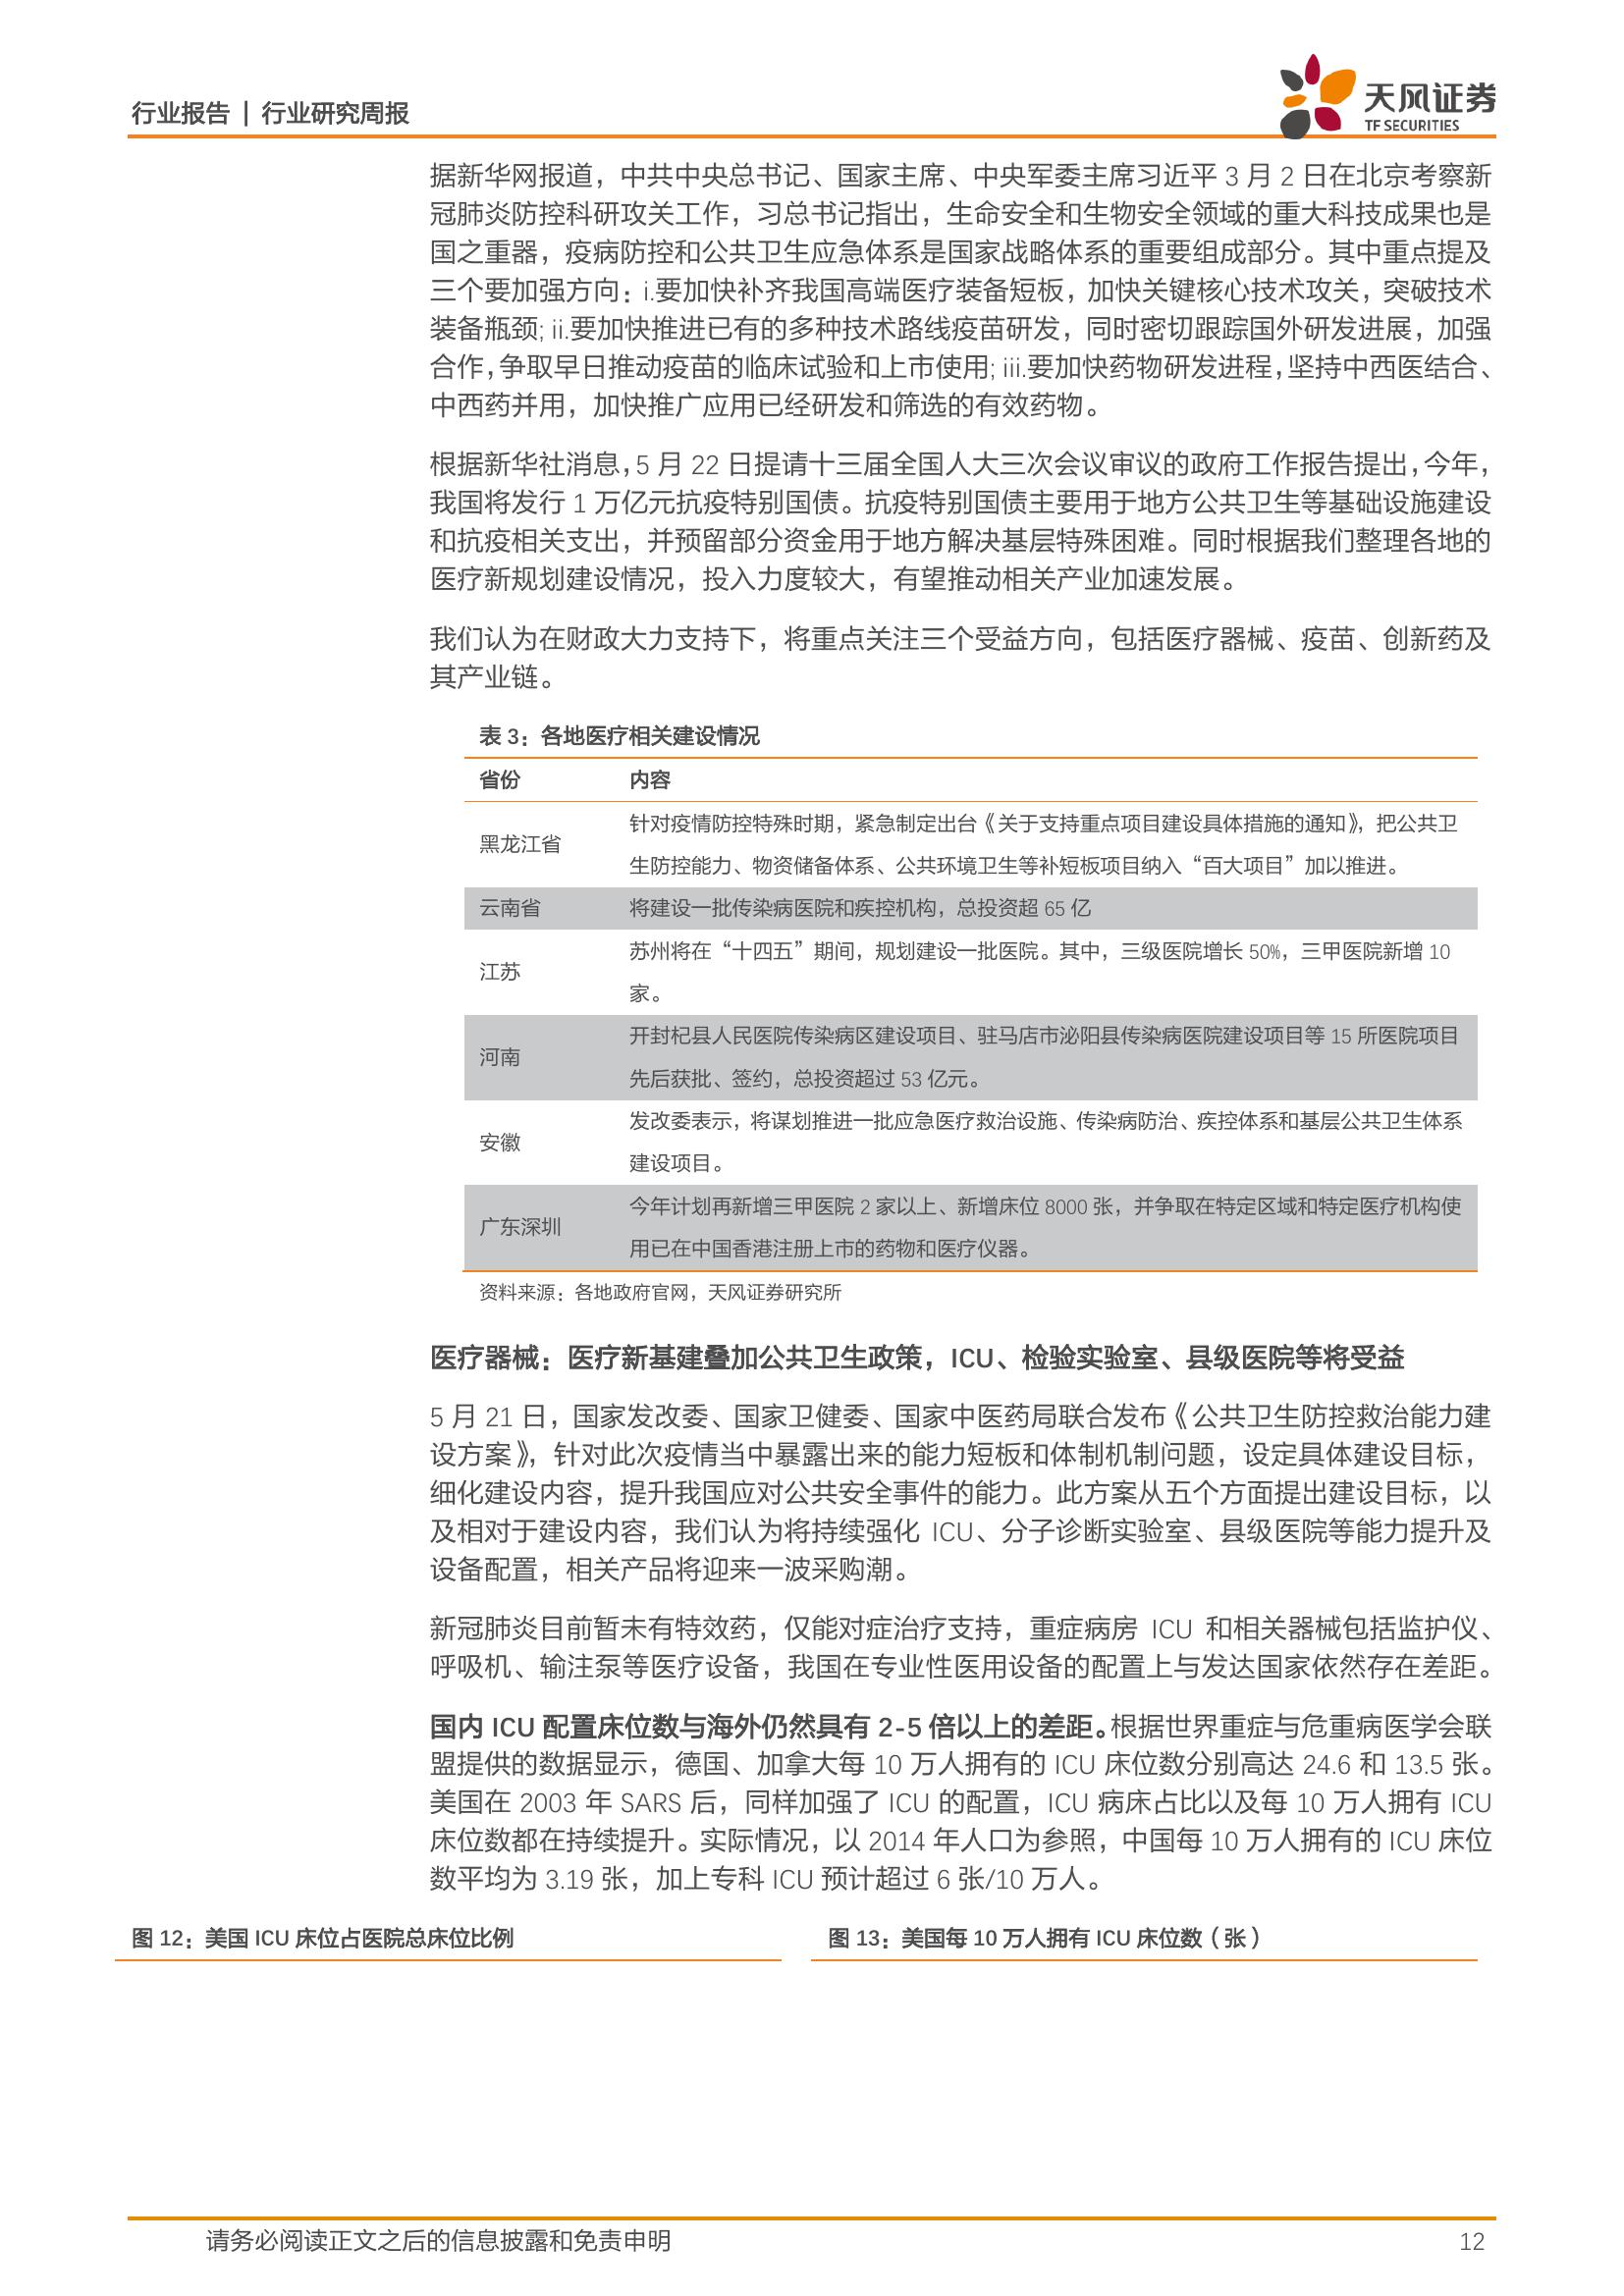 行业报告 | 行业研究周报
天风证券
TF SECURITIES
据新华网报道，中共中央总书记、国家主席、中央军委主席习近平 3 月 2 日在北京考察新
冠肺炎防控科研攻关工作，习总书记指出，生命安全和生物安全领域的重大科技成果也是
国之重器，疫病防控和公共卫生应急体系是国家战略体系的重要组成部分。其中重点提及
三个要加强方向：i.要加快补齐我国高端医疗装备短板，加快关键核心技术攻关，突破技术
装备瓶颈; ii.要加快推进已有的多种技术路线疫苗研发，同时密切跟踪国外研发进展，加强
合作，争取早日推动疫苗的临床试验和上市使用; iii.要加快药物研发进程，坚持中西医结合、
中西药并用，加快推广应用已经研发和筛选的有效药物。
根据新华社消息，5 月 22 日提请十三届全国人大三次会议审议的政府工作报告提出，今年，
我国将发行 1 万亿元抗疫特别国债。抗疫特别国债主要用于地方公共卫生等基础设施建设
和抗疫相关支出，并预留部分资金用于地方解决基层特殊困难。同时根据我们整理各地的
医疗新规划建设情况，投入力度较大，有望推动相关产业加速发展。
我们认为在财政大力支持下，将重点关注三个受益方向，包括医疗器械、疫苗、创新药及
其产业链。
表 3：各地医疗相关建设情况
省份 内容
黑龙江省 针对疫情防控特殊时期，紧急制定出台《关于支持重点项目建设具体措施的通知》，把公共卫
生防控能力、物资储备体系、公共环境卫生等补短板项目纳入“百大项目”加以推进。
云南省 将建设一批传染病医院和疾控机构，总投资超 65 亿
江苏 苏州将在“十四五”期间，规划建设一批医院。其中，三级医院增长 50%，三甲医院新增 10
家。
河南 开封杞县人民医院传染病区建设项目、驻马店市泌阳县传染病医院建设项目等 15 所医院项目
先后获批、签约，总投资超过 53 亿元。
安徽 发改委表示，将谋划推进一批应急医疗救治设施、传染病防治、疾控体系和基层公共卫生体系
建设项目。
广东深圳 今年计划再新增三甲医院 2 家以上、新增床位 8000 张，并争取在特定区域和特定医疗机构使
用已在中国香港注册上市的药物和医疗仪器。
资料来源：各地政府官网，天风证券研究所
医疗器械：医疗新基建叠加公共卫生政策，ICU、检验实验室、县级医院等将受益
5 月 21 日，国家发改委、国家卫健委、国家中医药局联合发布《公共卫生防控救治能力建
设方案》，针对此次疫情当中暴露出来的能力短板和体制机制问题，设定具体建设目标，
细化建设内容，提升我国应对公共安全事件的能力。此方案从五个方面提出建设目标，以
及相对于建设内容，我们认为将持续强化 ICU、分子诊断实验室、县级医院等能力提升及
设备配置，相关产品将迎来一波采购潮。
新冠肺炎目前暂未有特效药，仅能对症治疗支持，重症病房 ICU 和相关器械包括监护仪、
呼吸机、输注泵等医疗设备，我国在专业性医用设备的配置上与发达国家依然存在差距。
国内 ICU 配置床位数与海外仍然具有 2-5 倍以上的差距。根据世界重症与危重病医学会联
盟提供的数据显示，德国、加拿大每 10 万人拥有的 ICU 床位数分别高达 24.6 和 13.5 张。
美国在 2003 年 SARS 后，同样加强了 ICU 的配置，ICU 病床占比以及每 10 万人拥有 ICU
床位数都在持续提升。实际情况，以 2014 年人口为参照，中国每 10 万人拥有的 ICU 床位
数平均为 3.19 张，加上专科 ICU 预计超过 6 张/10 万人。
图 12：美国 ICU 床位占医院总床位比例
图 13：美国每 10 万人拥有 ICU 床位数（张）
请务必阅读正文之后的信息披露和免责申明
12